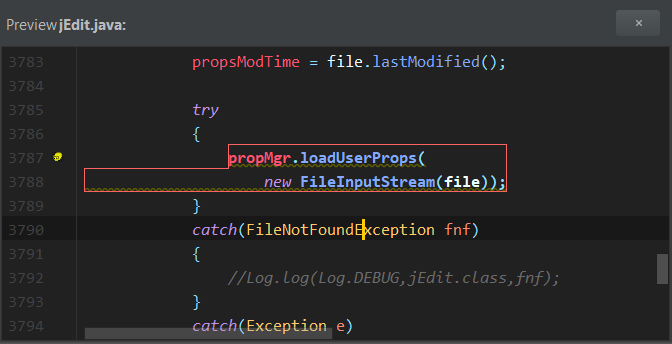 Preview jEdit.java:
×
3783 propsModTime = file.lastModified();
3784
3785 try
3786 {
3787 propMgr.loadUserProps(
3788 new FileInputStream(file));
3789 }
3790 catch(FileNotFoundException fnf)
3791 {
3792 //Log.log(Log.DEBUG,jEdit.class,fnf);
3793 }
3794 catch(Exception e)